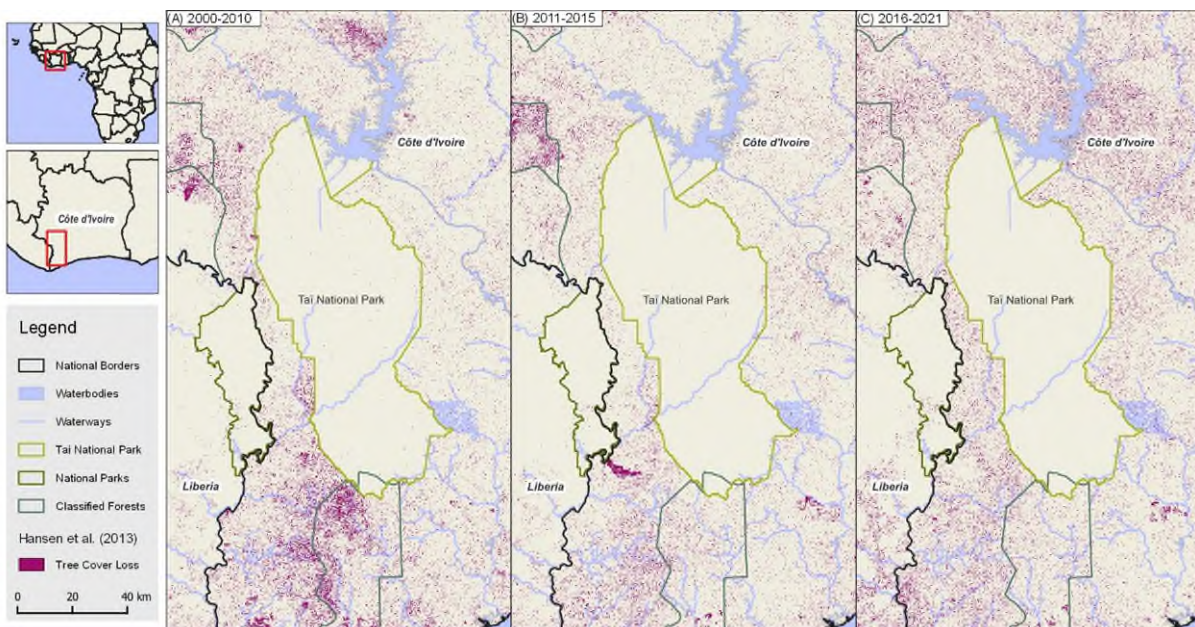 (A) 2000-2010
(B) 2011-2015
(C) 2016-2021
Côte d'Ivoire
Côte d'Ivoire
Côte d'Ivoire
Côte d'Ivoire
Taï National Park
Taï National Park
Taï National Park
Liberia
Liberia
Liberia
Legend
National Borders
Waterbodies
Waterways
Tai National Park
National Parks
Classified Forests
Hansen et al. (2013)
Tree Cover Loss
0 20 40 km